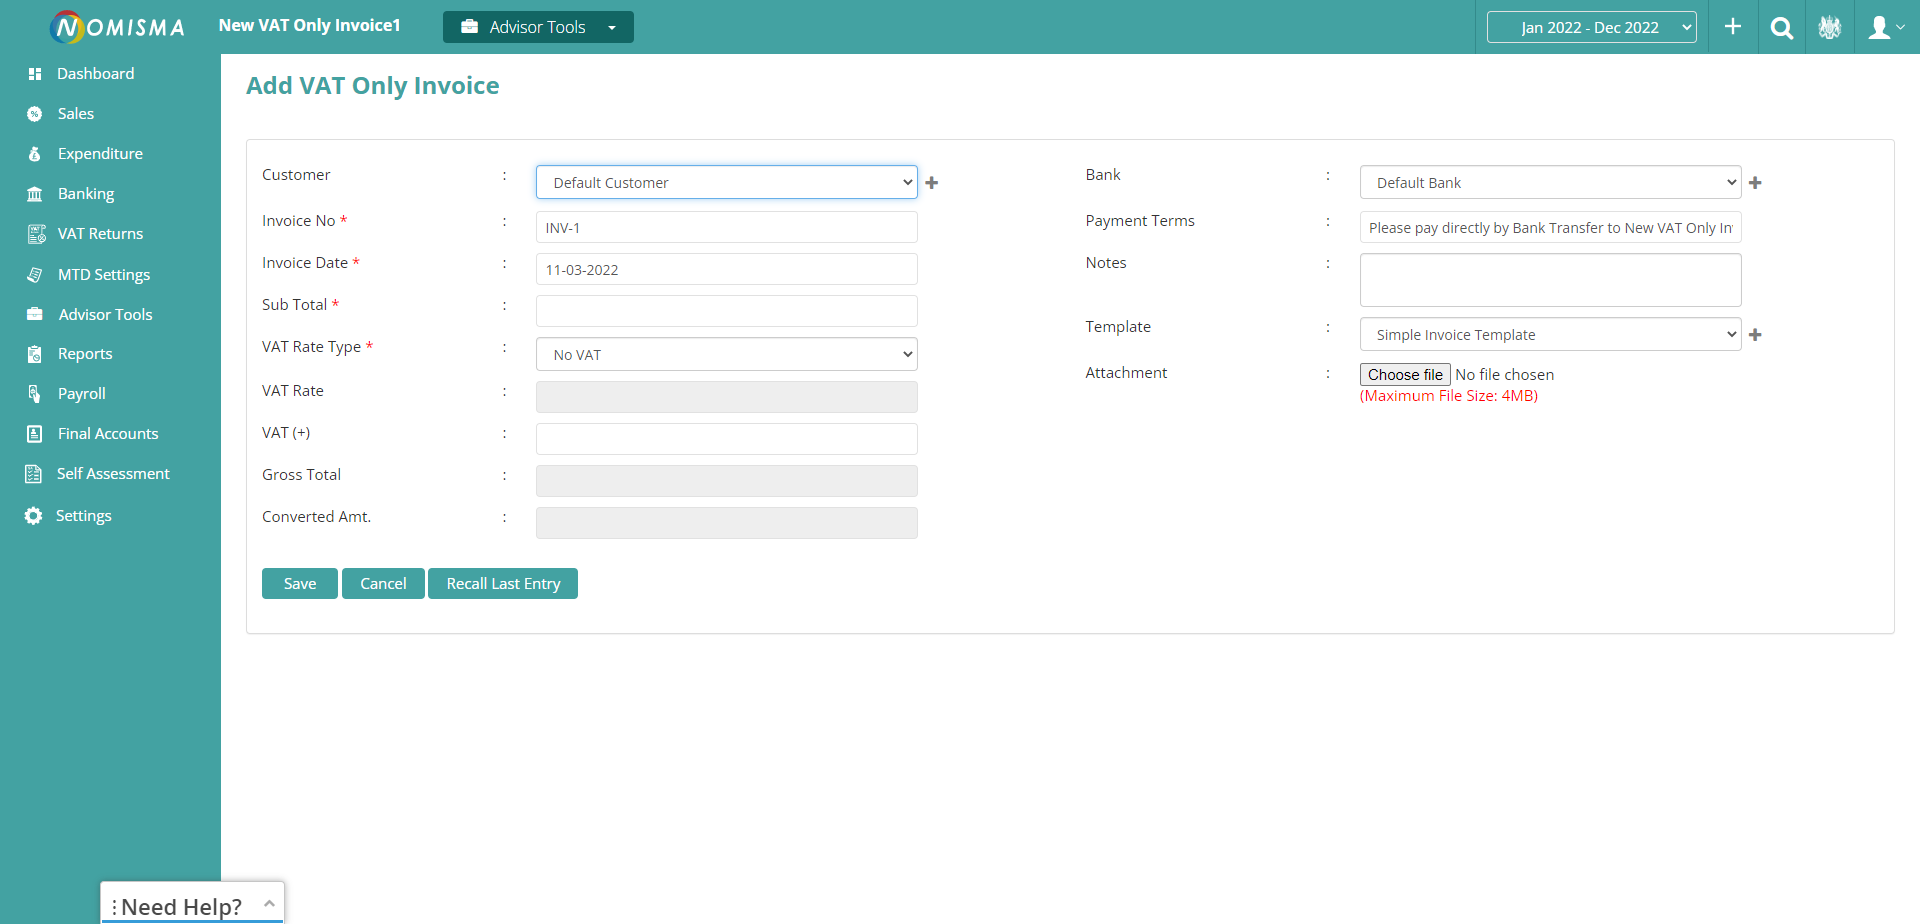 NOMISMA
New VAT Only Invoice1
Advisor Tools
Jan 2022 - Dec 2022
Dashboard
Sales
Expenditure
Banking
VAT Returns
MTD Settings
Advisor Tools
Reports
Payroll
Final Accounts
Self Assessment
Settings
Add VAT Only Invoice
Customer : Default Customer
Invoice No * : INV-1
Invoice Date * : 11-03-2022
Sub Total * :
VAT Rate Type * : No VAT
VAT Rate :
VAT (+) :
Gross Total :
Converted Amt. :
Save Cancel Recall Last Entry
Bank : Default Bank
Payment Terms : Please pay directly by Bank Transfer to New VAT Only In
Notes :
Template : Simple Invoice Template
Attachment : Choose file No file chosen
(Maximum File Size: 4MB)
Need Help?